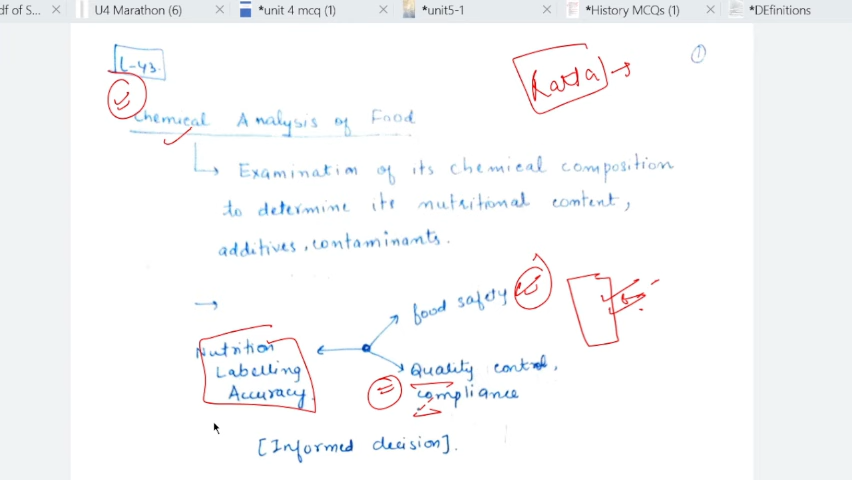 df of S... U4 Marathon (6) *unit 4 mcq (1) *unit5-1 *History MCQs (1) *DEfinitions
L-43.
1
Chemical Analysis of Food
Examination of its chemical composition
to determine its nutritional content,
additives, contaminants.
food safety
Nutrition
Labelling
Accuracy
Quality control,
compliance
[Informed decision].